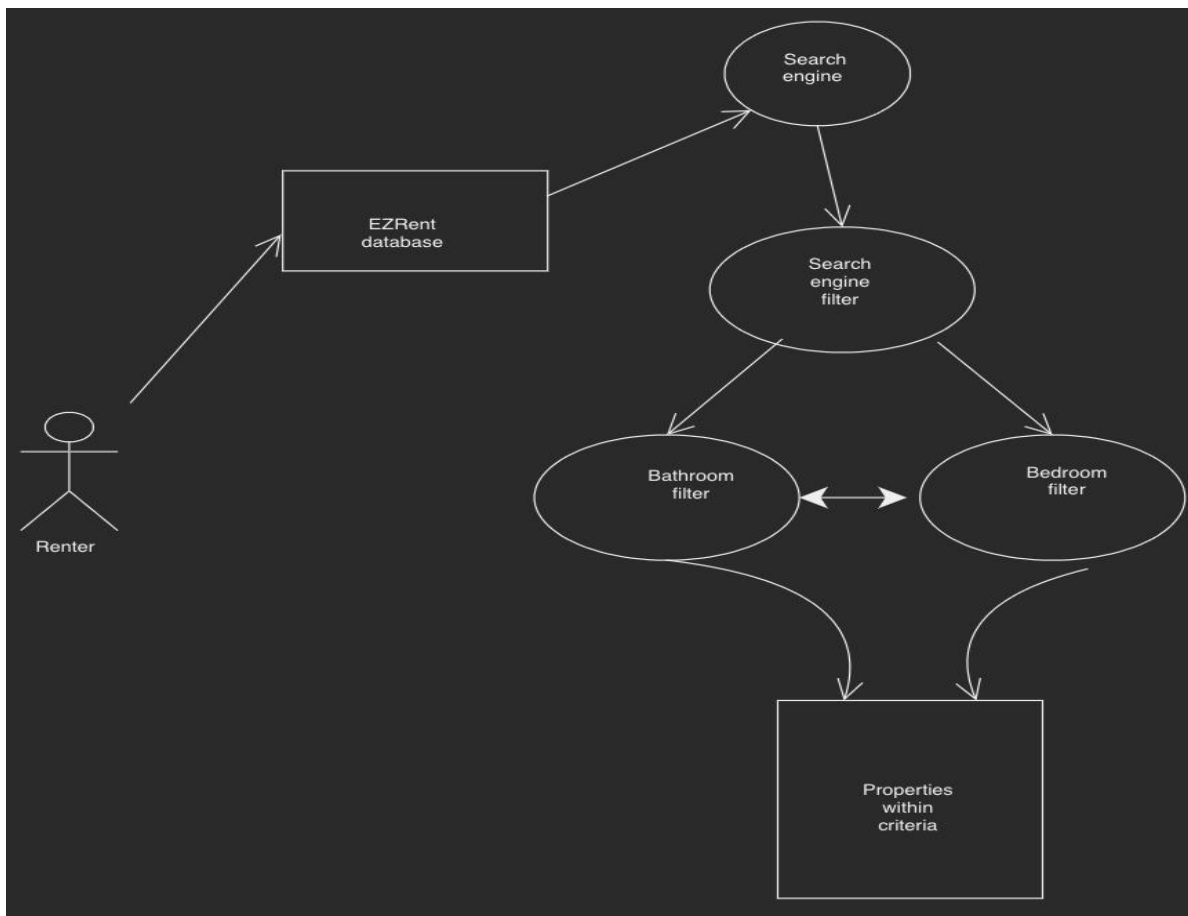 Search
engine
EZRent
database
Search
engine
filter
Bathroom
filter
Bedroom
filter
Renter
Properties
within
criteria